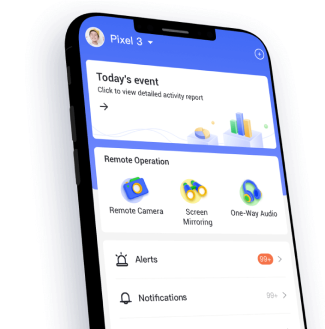 Pixel 3
Today's event
Click to view detailed activity report
Remote Operation
Remote Camera
Screen
Mirroring
One-Way Audio
Alerts
99+
Notifications
99+